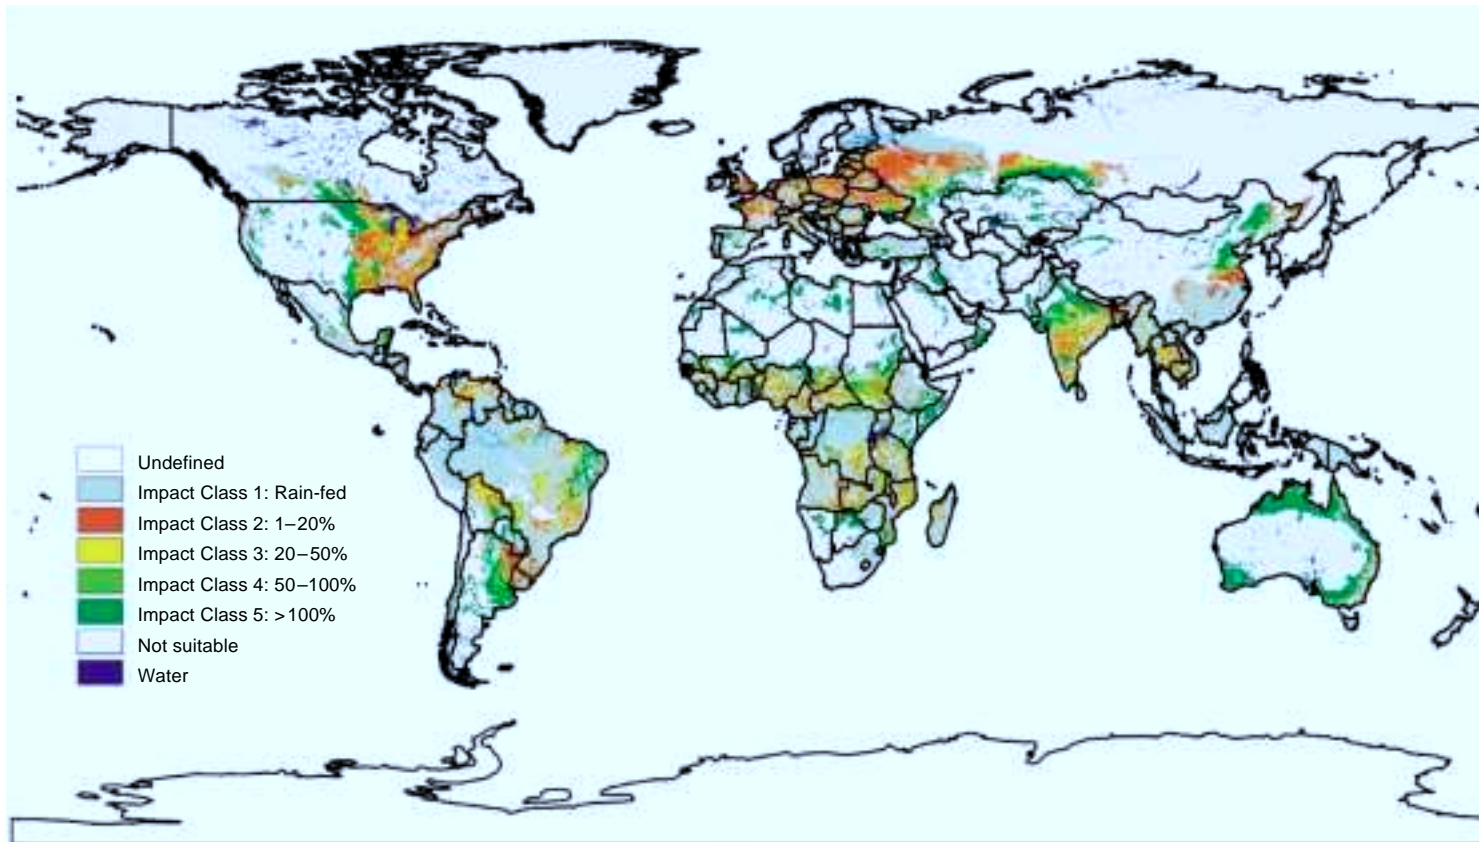 Undefined
Impact Class 1: Rain-fed
Impact Class 2: 1–20%
Impact Class 3: 20–50%
Impact Class 4: 50–100%
Impact Class 5: >100%
Not suitable
Water